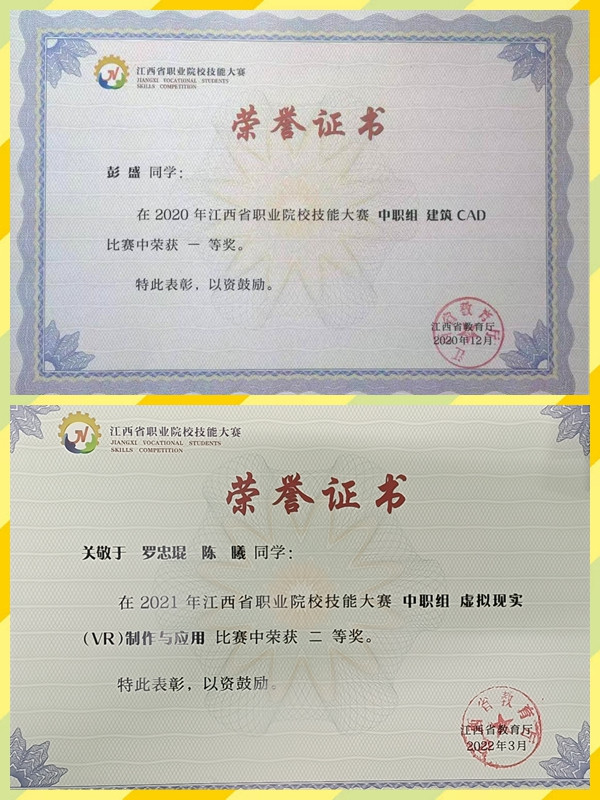 江西省职业院校技能大赛
JIANGXI VOCATIONAL STUDENTS
SKILLS COMPETITION
荣誉证书
彭 盛 同学：
在 2020 年江西省职业院校技能大赛 中职组 建筑CAD
比赛中荣获 一 等奖。
特此表彰，以资鼓励。
江西省教育厅
2020年12月
江西省职业院校技能大赛
JIANGXI VOCATIONAL STUDENTS
SKILLS COMPETITION
荣誉证书
关敬于 罗忠琨 陈 曦 同学：
在 2021 年江西省职业院校技能大赛 中职组 虚拟现实
(VR)制作与应用 比赛中荣获 二 等奖。
特此表彰，以资鼓励。
江西省教育厅
2022年3月